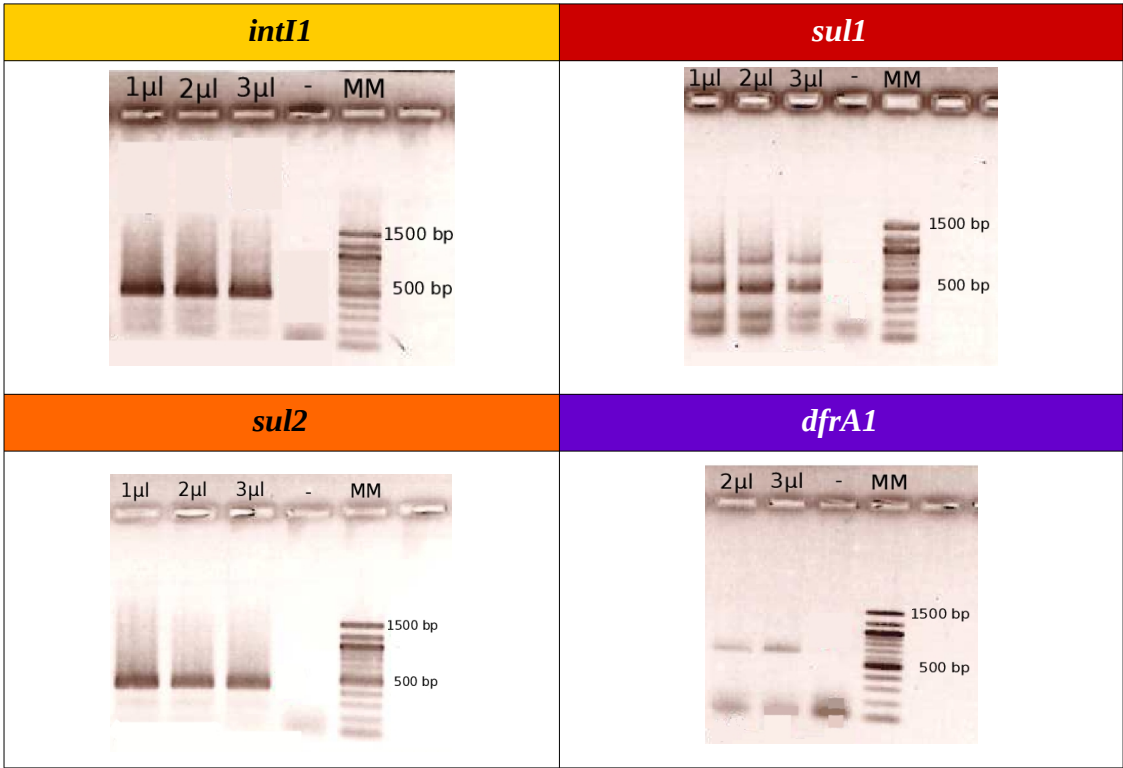 intI1
sul1
1µl 2µl 3µl - MM
1500 bp
500 bp
1µl 2µl 3µl - MM
1500 bp
500 bp
sul2
dfrA1
1µl 2µl 3µl - MM
1500 bp
500 bp
2µl 3µl - MM
1500 bp
500 bp